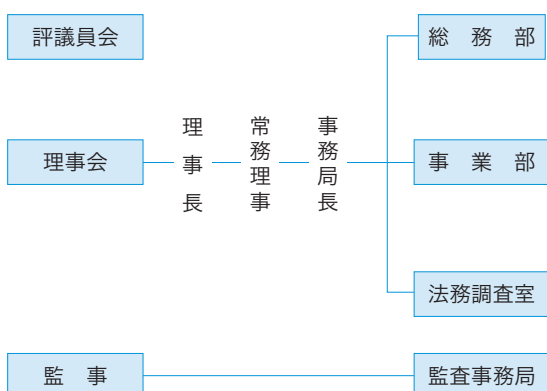 評議員会
総　務　部
理事会
理事長
常務理事
事務局長
事　業　部
法務調査室
監　事
監査事務局